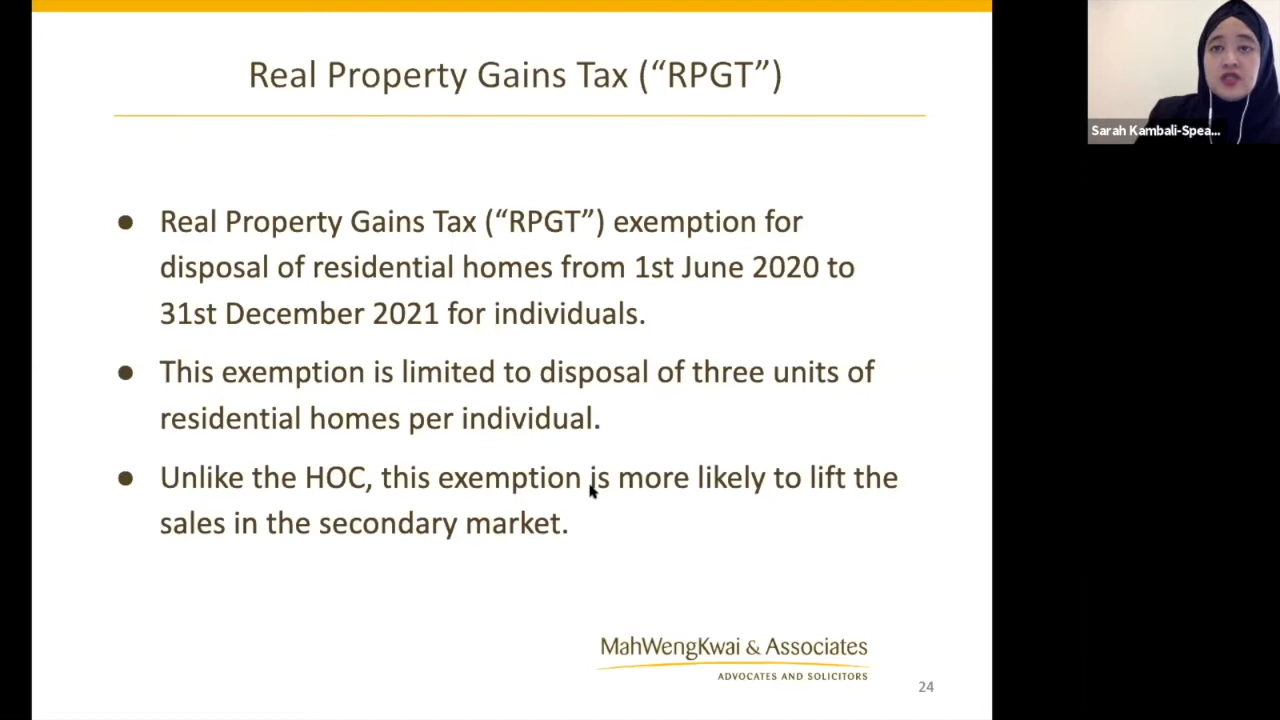 Real Property Gains Tax (“RPGT”)
● Real Property Gains Tax (“RPGT”) exemption for
disposal of residential homes from 1st June 2020 to
31st December 2021 for individuals.
● This exemption is limited to disposal of three units of
residential homes per individual.
● Unlike the HOC, this exemption is more likely to lift the
sales in the secondary market.
MahWengKwai & Associates
ADVOCATES AND SOLICITORS
24
Sarah Kambali-Spea...